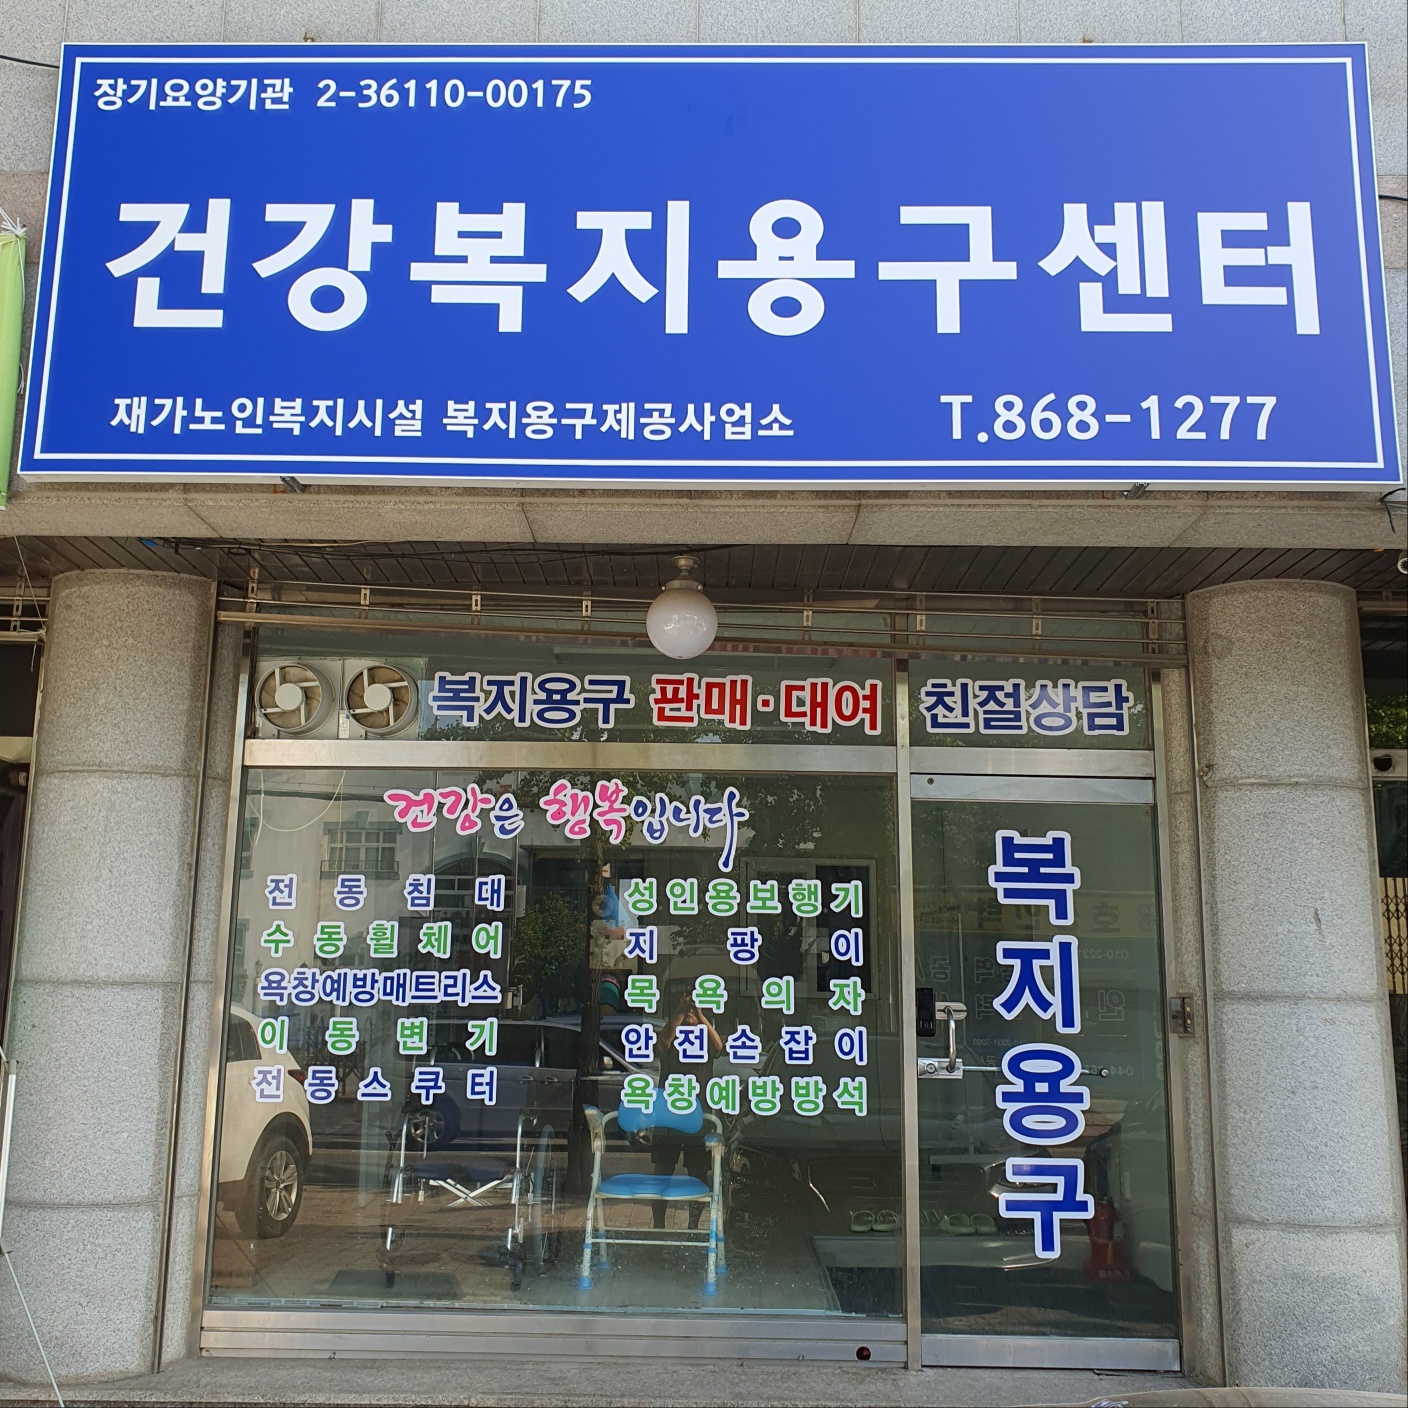 장기요양기관 2-36110-00175
건강복지용구센터
재가노인복지시설 복지용구제공사업소 T.868-1277
복지용구 판매·대여 친절상담
건강은 행복입니다
전동침대
수동휠체어
욕창예방매트리스
이동변기
전동스쿠터
성인용보행기
지팡이
목욕의자
안전손잡이
욕창예방방석
복지용구